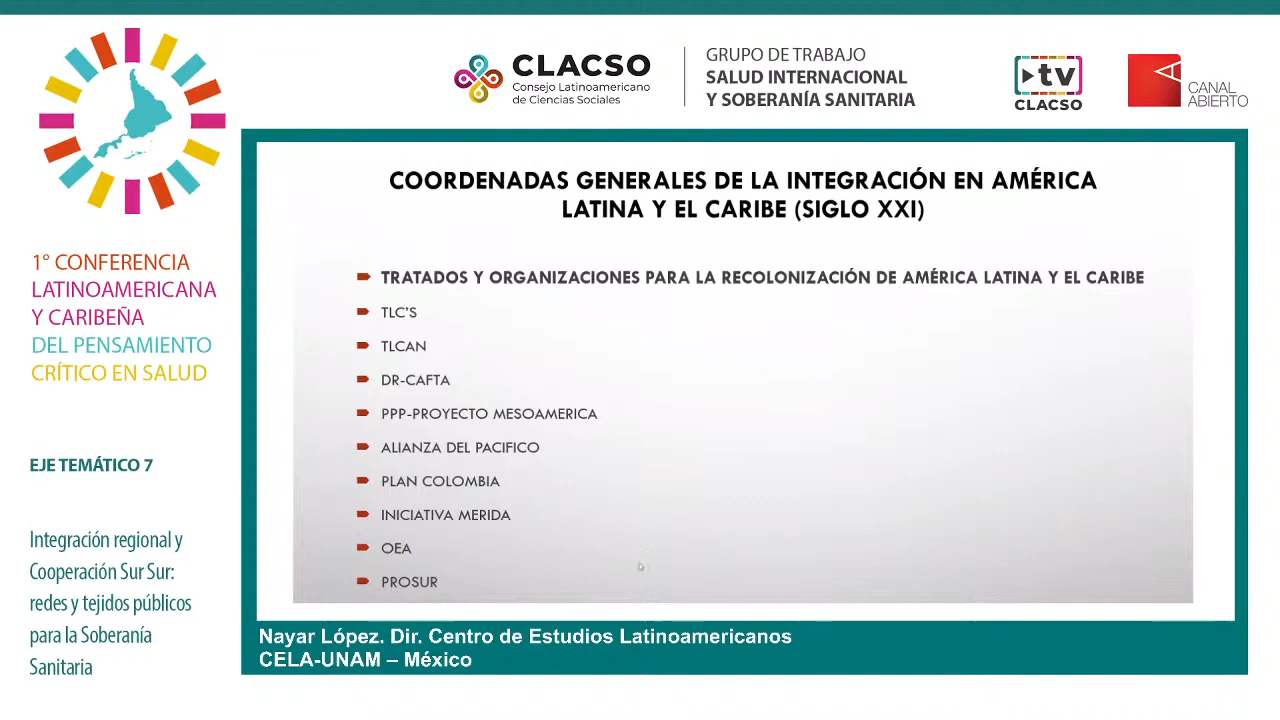 CLACSO
Consejo Latinoamericano
de Ciencias Sociales
GRUPO DE TRABAJO
SALUD INTERNACIONAL
Y SOBERANÍA SANITARIA
tv
CLACSO
CANAL
ABIERTO
1° CONFERENCIA
LATINOAMERICANA
Y CARIBEÑA
DEL PENSAMIENTO
CRÍTICO EN SALUD
EJE TEMÁTICO 7
Integración regional y
Cooperación Sur Sur:
redes y tejidos públicos
para la Soberanía
Sanitaria
COORDENADAS GENERALES DE LA INTEGRACIÓN EN AMÉRICA
LATINA Y EL CARIBE (SIGLO XXI)
TRATADOS Y ORGANIZACIONES PARA LA RECOLONIZACIÓN DE AMÉRICA LATINA Y EL CARIBE
TLC'S
TLCAN
DR-CAFTA
PPP-PROYECTO MESOAMERICA
ALIANZA DEL PACIFICO
PLAN COLOMBIA
INICIATIVA MERIDA
OEA
PROSUR
Nayar López. Dir. Centro de Estudios Latinoamericanos
CELA-UNAM – México